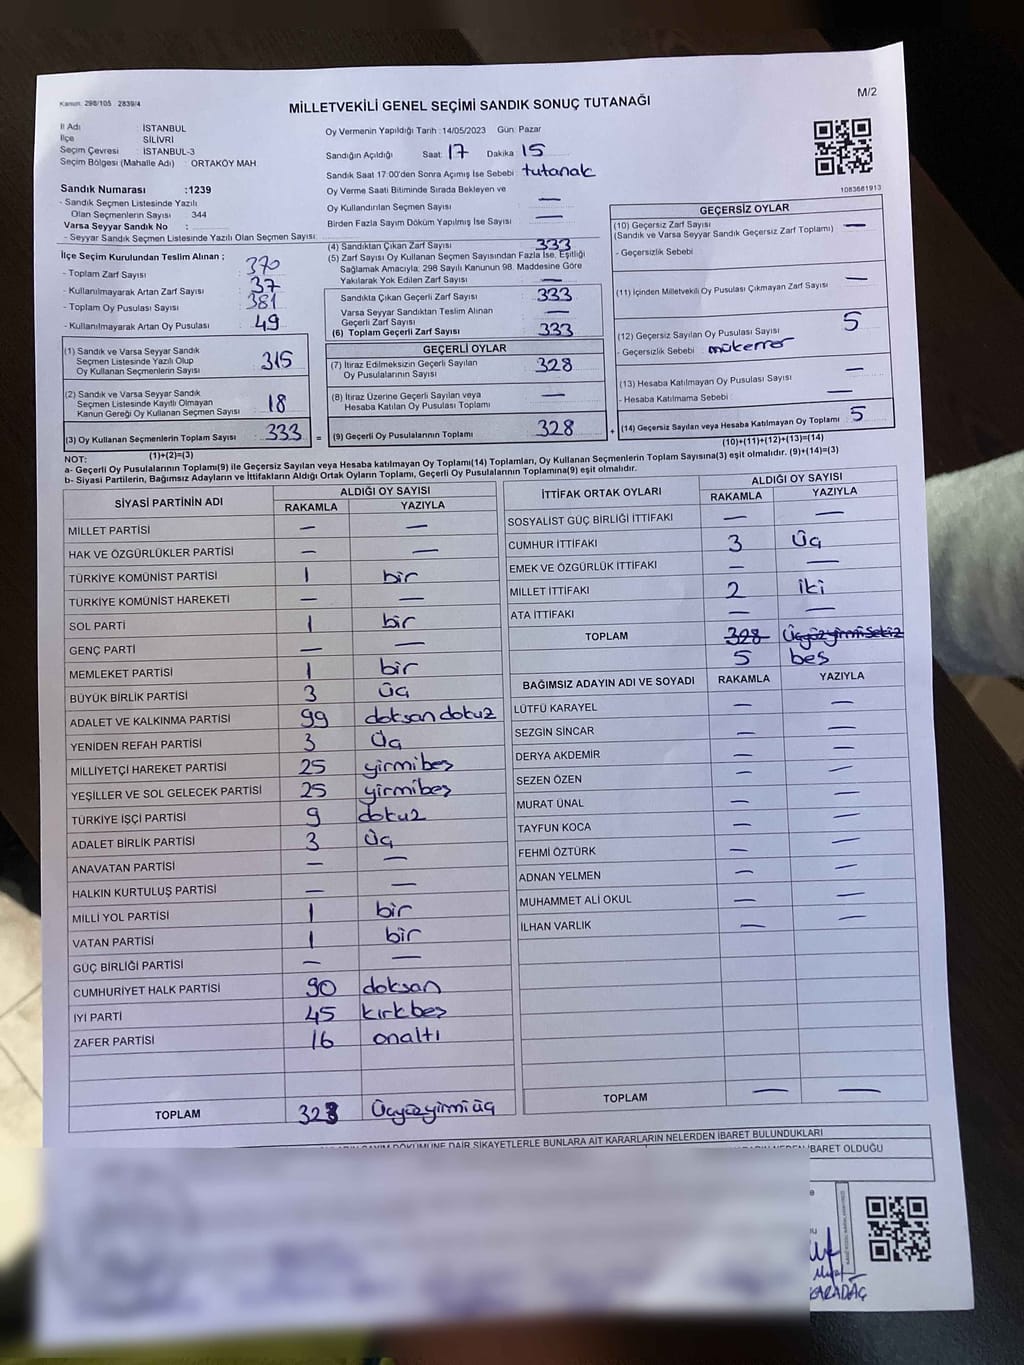 Kanun: 298/105 2839/4
M/2
MİLLETVEKİLİ GENEL SEÇİMİ SANDIK SONUÇ TUTANAĞI
İl Adı : İSTANBUL
İlçe : SİLİVRİ
Seçim Çevresi : İSTANBUL-3
Seçim Bölgesi (Mahalle Adı) : ORTAKÖY MAH
Oy Vermenin Yapıldığı Tarih :14/05/2023 Gün: Pazar
Sandığın Açıldığı Saat: 17 Dakika 15
Sandık Saat 17:00'den Sonra Açımış İse Sebebi tutanak
Oy Verme Saati Bitiminde Sırada Bekleyen ve
Oy Kullandırılan Seçmen Sayısı —
Birden Fazla Sayım Döküm Yapılmış İse Sayısı —
1083681913
Sandık Numarası :1239
- Sandık Seçmen Listesinde Yazılı
Olan Seçmenlerin Sayısı 344
Varsa Seyyar Sandık No :
- Seyyar Sandık Seçmen Listesinde Yazılı Olan Seçmen Sayısı:
İlçe Seçim Kurulundan Teslim Alınan ;
- Toplam Zarf Sayısı : 370
- Kullanılmayarak Artan Zarf Sayısı : 37
- Toplam Oy Pusulası Sayısı : 381
- Kullanılmayarak Artan Oy Pusulası : 49
(1) Sandık ve Varsa Seyyar Sandık
Seçmen Listesinde Yazılı Olup
Oy Kullanan Seçmenlerin Sayısı : 315
(2) Sandık ve Varsa Seyyar Sandık
Seçmen Listesinde Kayıtlı Olmayan
Kanun Gereği Oy Kullanan Seçmen Sayısı 18
(3) Oy Kullanan Seçmenlerin Toplam Sayısı : 333
(1)+(2)=(3)
(4) Sandıktan Çıkan Zarf Sayısı 333
(5) Zarf Sayısı Oy Kullanan Seçmen Sayısından Fazla İse, Eşitliği
Sağlamak Amacıyla, 298 Sayılı Kanunun 98. Maddesine Göre
Yakılarak Yok Edilen Zarf Sayısı : —
Sandıkta Çıkan Geçerli Zarf Sayısı : 333
Varsa Seyyar Sandıktan Teslim Alınan
Geçerli Zarf Sayısı : —
(6) Toplam Geçerli Zarf Sayısı : 333
GEÇERLİ OYLAR
(7) İtiraz Edilmeksizin Geçerli Sayılan
Oy Pusulalarının Sayısı : 328
(8) İtiraz Üzerine Geçerli Sayılan veya
Hesaba Katılan Oy Pusulası Toplamı : —
= (9) Geçerli Oy Pusulalarının Toplamı : 328 +
GEÇERSİZ OYLAR
(10) Geçersiz Zarf Sayısı : —
(Sandık ve Varsa Seyyar Sandık Geçersiz Zarf Toplamı)
- Geçersizlik Sebebi
(11) İçinden Milletvekili Oy Pusulası Çıkmayan Zarf Sayısı : —
(12) Geçersiz Sayılan Oy Pusulası Sayısı : 5
- Geçersizlik Sebebi mükerrer
(13) Hesaba Katılmayan Oy Pusulası Sayısı : —
- Hesaba Katılmama Sebebi : —
(14) Geçersiz Sayılan veya Hesaba Katılmayan Oy Toplamı : 5
(10)+(11)+(12)+(13)=(14)
NOT:
a- Geçerli Oy Pusulalarının Toplamı(9) ile Geçersiz Sayılan veya Hesaba katılmayan Oy Toplamı(14) Toplamları, Oy Kullanan Seçmenlerin Toplam Sayısına(3) eşit olmalıdır. (9)+(14)=(3)
b- Siyasi Partilerin, Bağımsız Adayların ve İttifakların Aldığı Ortak Oyların Toplamı, Geçerli Oy Pusulalarının Toplamına(9) eşit olmalıdır.
SİYASİ PARTİNİN ADI ALDIĞI OY SAYISI
RAKAMLA YAZIYLA
MİLLET PARTİSİ — —
HAK VE ÖZGÜRLÜKLER PARTİSİ — —
TÜRKİYE KOMÜNİST PARTİSİ 1 bir
TÜRKİYE KOMÜNİST HAREKETİ — —
SOL PARTİ 1 bir
GENÇ PARTİ — —
MEMLEKET PARTİSİ 1 bir
BÜYÜK BİRLİK PARTİSİ 3 üç
ADALET VE KALKINMA PARTİSİ 99 doksandokuz
YENİDEN REFAH PARTİSİ 3 üç
MİLLİYETÇİ HAREKET PARTİSİ 25 yirmibeş
YEŞİLLER VE SOL GELECEK PARTİSİ 25 yirmibeş
TÜRKİYE İŞÇİ PARTİSİ 9 dokuz
ADALET BİRLİK PARTİSİ 3 üç
ANAVATAN PARTİSİ — —
HALKIN KURTULUŞ PARTİSİ — —
MİLLİ YOL PARTİSİ 1 bir
VATAN PARTİSİ 1 bir
GÜÇ BİRLİĞİ PARTİSİ — —
CUMHURİYET HALK PARTİSİ 90 doksan
İYİ PARTİ 45 kırkbeş
ZAFER PARTİSİ 16 onaltı
TOPLAM 323 üçyüzyirmiüç
İTTİFAK ORTAK OYLARI ALDIĞI OY SAYISI
RAKAMLA YAZIYLA
SOSYALİST GÜÇ BİRLİĞİ İTTİFAKI — —
CUMHUR İTTİFAKI 3 üç
EMEK VE ÖZGÜRLÜK İTTİFAKI — —
MİLLET İTTİFAKI 2 iki
ATA İTTİFAKI — —
TOPLAM 328 üçyüzyirmisekiz
5 beş
BAĞIMSIZ ADAYIN ADI VE SOYADI RAKAMLA YAZIYLA
LÜTFÜ KARAYEL — —
SEZGİN SİNCAR — —
DERYA AKDEMİR — —
SEZEN ÖZEN — —
MURAT ÜNAL — —
TAYFUN KOCA — —
FEHMİ ÖZTÜRK — —
ADNAN YELMEN — —
MUHAMMET ALİ OKUL — —
İLHAN VARLIK — —
TOPLAM — —
SAYIM DÖKÜMÜNE DAİR ŞİKAYETLERLE BUNLARA AİT KARARLARIN NELERDEN İBARET BULUNDUKLARI
İBARET OLDUĞU
KARADAĞ